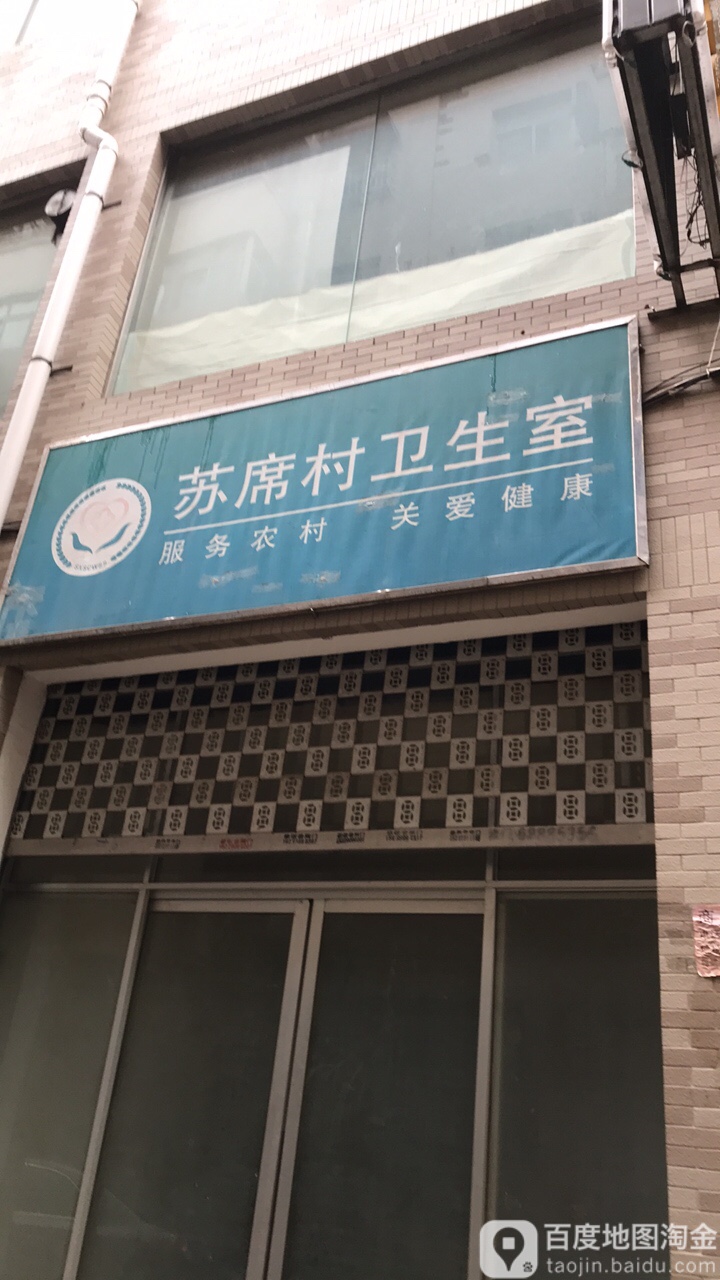 苏席村卫生室
服务农村 关爱健康
百度地图淘金
taojin.baidu.com